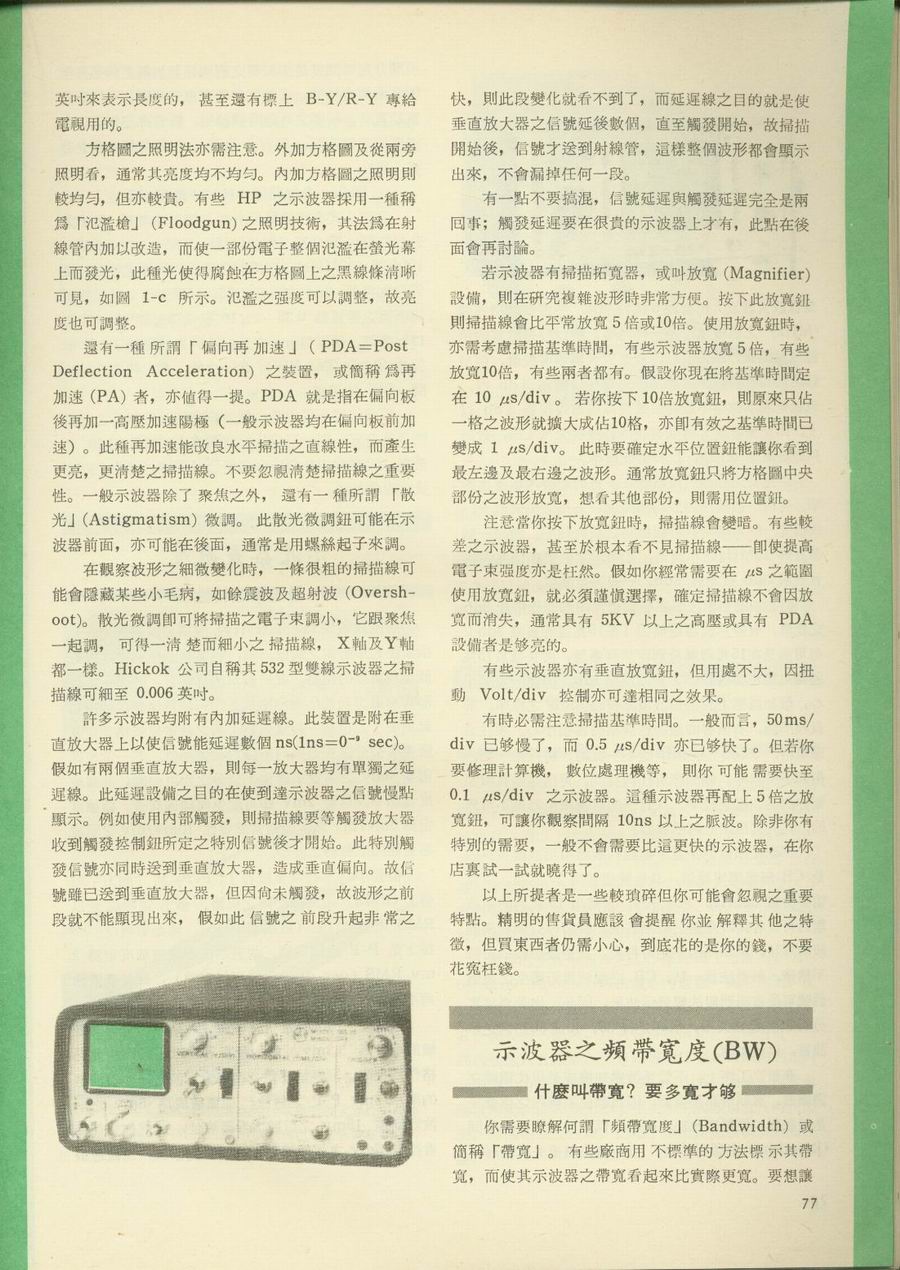 英吋來表示長度的， 甚至還有標上 B-Y/R-Y 專給
電視用的。
方格圖之照明法亦需注意。外加方格圖及從兩旁
照明看，通常其亮度均不均勻。內加方格圖之照明則
較均勻，但亦較貴。有些 HP 之示波器採用一種稱
爲「氾濫槍」 (Floodgun) 之照明技術，其法爲在射
線管內加以改造，而使一部份電子整個氾濫在螢光幕
上而發光，此種光使得腐蝕在方格圖上之黑線條清晰
可見，如圖 1-c 所示。氾濫之强度可以調整，故亮
度也可調整。
還有一種 所謂「 偏向再 加速 」 ( PDA=Post
Deflection Acceleration) 之裝置， 或簡稱 爲再
加速 (PA) 者，亦值得一提。PDA 就是指在偏向板
後再加一高壓加速陽極（一般示波器均在偏向板前加
速）。此種再加速能改良水平掃描之直線性，而產生
更亮，更清楚之掃描線。不要忽視清楚掃描線之重要
性。一般示波器除了 聚焦之外， 還有一 種所謂 「散
光」(Astigmatism) 微調。 此散光微調鈕可能在示
波器前面，亦可能在後面，通常是用螺絲起子來調。
在觀察波形之細微變化時，一條很粗的掃描線可
能會隱藏某些小毛病，如餘震波及超射波 (Oversh-
oot)。散光微調卽可將掃描之電子束調小，它跟聚焦
一起調， 可得一清 楚而細小之 掃描線， X軸及Y軸
都一樣。Hickok 公司自稱其 532 型雙線示波器之掃
描線可細至 0.006 英吋。
許多示波器均附有內加延遲線。此裝置是附在垂
直放大器上以使信號能延遲數個 ns(1ns=0⁻⁹ sec)。
假如有兩個垂直放大器，則每一放大器均有單獨之延
遲線。此延遲設備之目的在使到達示波器之信號慢點
顯示。例如使用內部觸發，則掃描線要等觸發放大器
收到觸發控制鈕所定之特別信號後才開始。此特別觸
發信號亦同時送到垂直放大器，造成垂直偏向。故信
號雖已送到垂直放大器，但因尙未觸發，故波形之前
段就不能顯現出來， 假如此 信號之 前段升起非 常之
快，則此段變化就看不到了，而延遲線之目的就是使
垂直放大器之信號延後數個，直至觸發開始，故掃描
開始後，信號才送到射線管，這樣整個波形都會顯示
出來，不會漏掉任何一段。
有一點不要搞混，信號延遲與觸發延遲完全是兩
回事；觸發延遲要在很貴的示波器上才有，此點在後
面會再討論。
若示波器有掃描拓寬器，或叫放寬 (Magnifier)
設備，則在研究複雜波形時非常方便。按下此放寬鈕
則掃描線會比平常放寬 5 倍或10倍。使用放寬鈕時，
亦需考慮掃描基準時間，有些示波器放寬 5 倍，有些
放寬10倍，有些兩者都有。假設你現在將基準時間定
在 10 μs/div 。 若你按下 10倍放寬鈕，則原來只佔
一格之波形就擴大成佔10格，亦卽有效之基準時間已
變成 1 μs/div。 此時要確定水平位置鈕能讓你看到
最左邊及最右邊之波形。通常放寬鈕只將方格圖中央
部份之波形放寬，想看其他部份，則需用位置鈕。
注意當你按下放寬鈕時，掃描線會變暗。有些較
差之示波器，甚至於根本看不見掃描線——卽使提高
電子束强度亦是枉然。假如你經常需要在 μs 之範圍
使用放寬鈕，就必須謹愼選擇，確定掃描線不會因放
寬而消失，通常具有 5KV 以上之高壓或具有 PDA
設備者是够亮的。
有些示波器亦有垂直放寬鈕，但用處不大，因扭
動 Volt/div 控制亦可達相同之效果。
有時必需注意掃描基準時間。一般而言，50ms/
div 已够慢了，而 0.5 μs/div 亦已够快了。但若你
要修理計算機， 數位處理機等， 則你 可能 需要快至
0.1 μs/div 之示波器。這種示波器再配上 5 倍之放
寬鈕，可讓你觀察間隔 10ns 以上之脈波。除非你有
特別的需要，一般不會需要比這更快的示波器，在你
店裏試一試就曉得了。
以上所提者是一些較瑣碎但你可能會忽視之重要
特點。精明的售貨員應該 會提醒 你並 解釋其 他之特
徵，但買東西者仍需小心，到底花的是你的錢，不要
花寃枉錢。
示波器之頻帶寬度(BW)
什麼叫帶寬？要多寬才够
你需要瞭解何謂「頻帶寬度」 (Bandwidth) 或
簡稱「帶寬」。 有些廠商用 不標準的 方法標 示其帶
寬，而使其示波器之帶寬看起來比實際更寬。要想讓
77